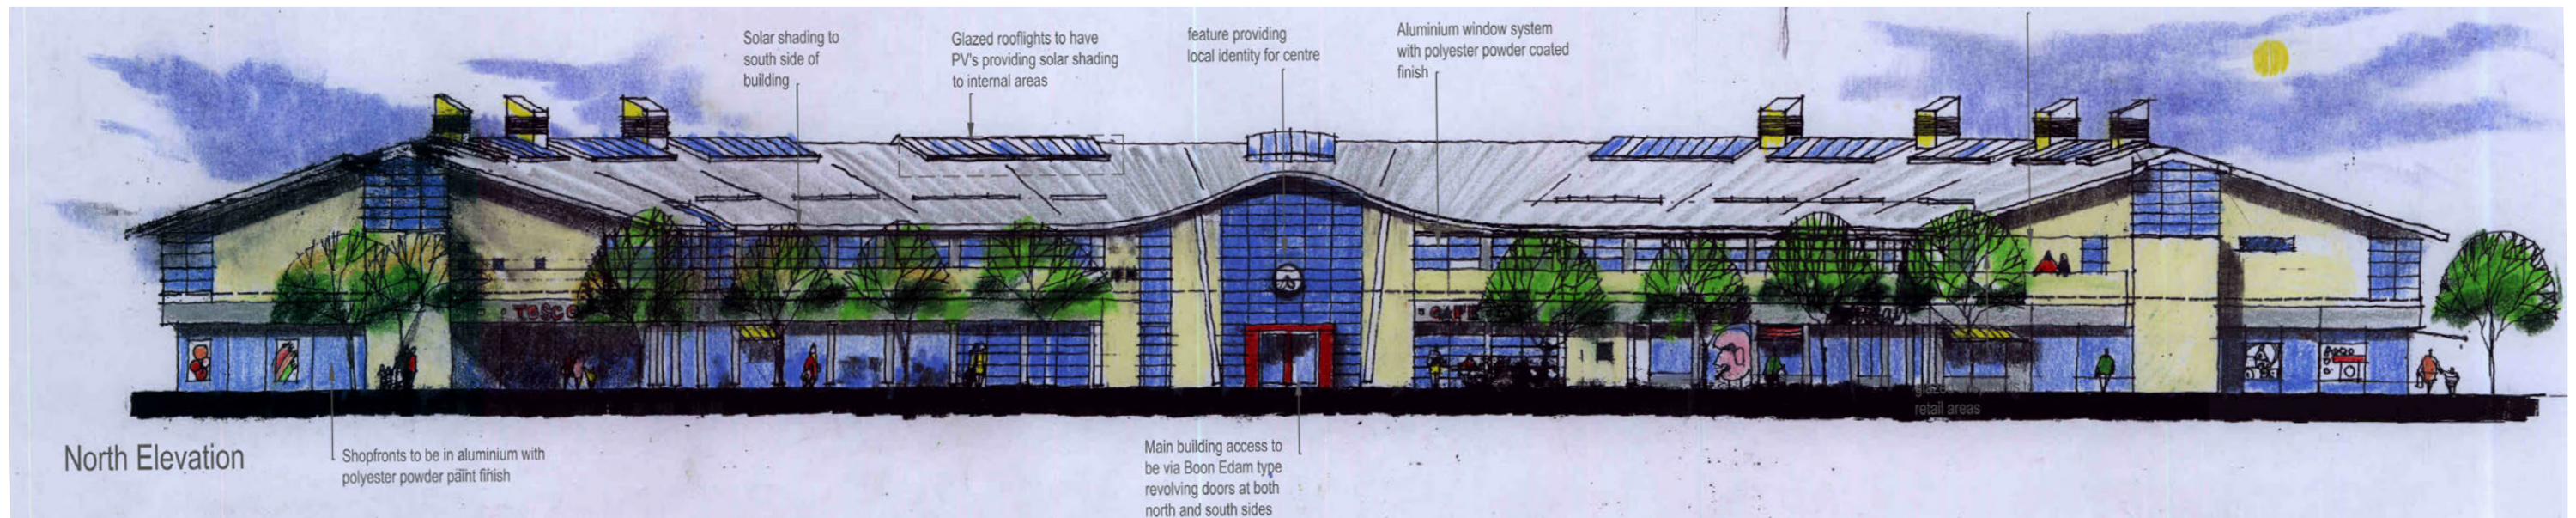 Solar shading to
south side of
building
Glazed rooflights to have
PV's providing solar shading
to internal areas
feature providing
local identity for centre
Aluminium window system
with polyester powder coated
finish
TOSCO
CAFE
retail areas
North Elevation
Shopfronts to be in aluminium with
polyester powder paint finish
Main building access to
be via Boon Edam type
revolving doors at both
north and south sides